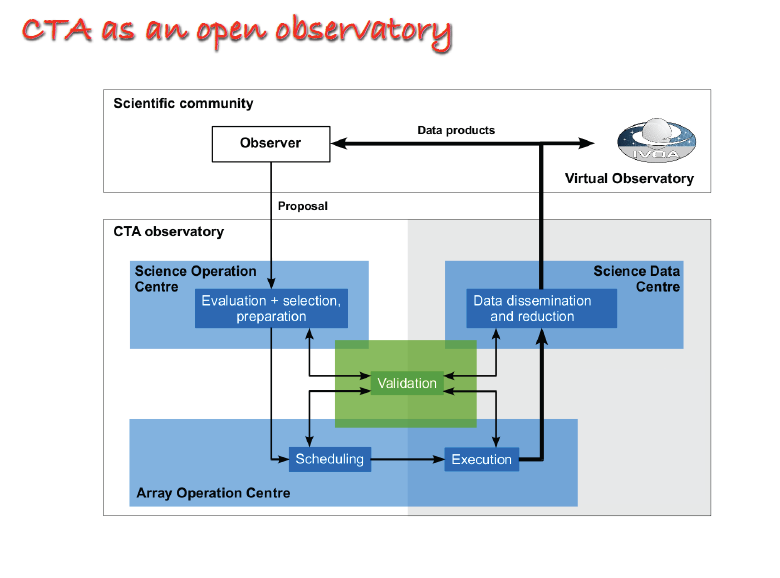 CTA as an open observatory
Scientific community
Observer
Data products
IVOA
Virtual Observatory
Proposal
CTA observatory
Science Operation
Centre
Evaluation + selection,
preparation
Science Data
Centre
Data dissemination
and reduction
Validation
Scheduling
Execution
Array Operation Centre